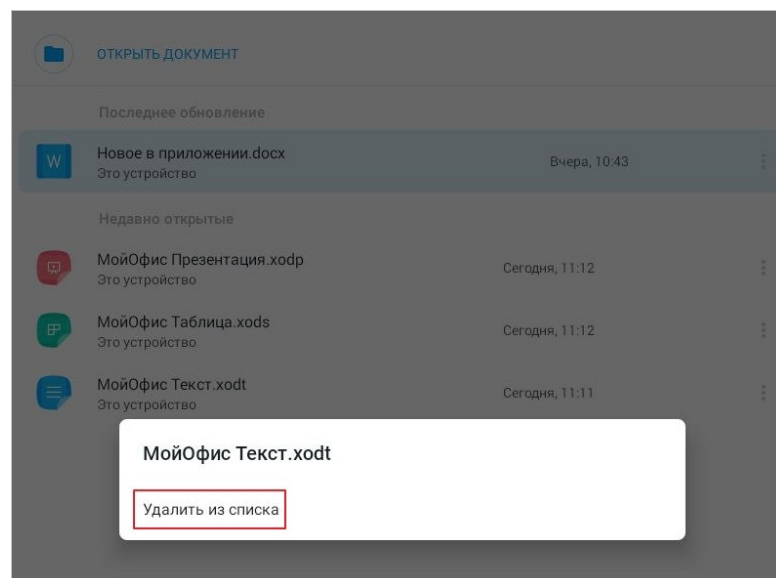 ОТКРЫТЬ ДОКУМЕНТ
Последнее обновление
W
Новое в приложении.docx
Вчера, 10:43
Это устройство
Недавно открытые
МойОфис Презентация.xodp
Сегодня, 11:12
Это устройство
МойОфис Таблица.xods
Сегодня, 11:12
Это устройство
МойОфис Текст.xodt
Сегодня, 11:11
Это устройство
МойОфис Текст.xodt
Удалить из списка